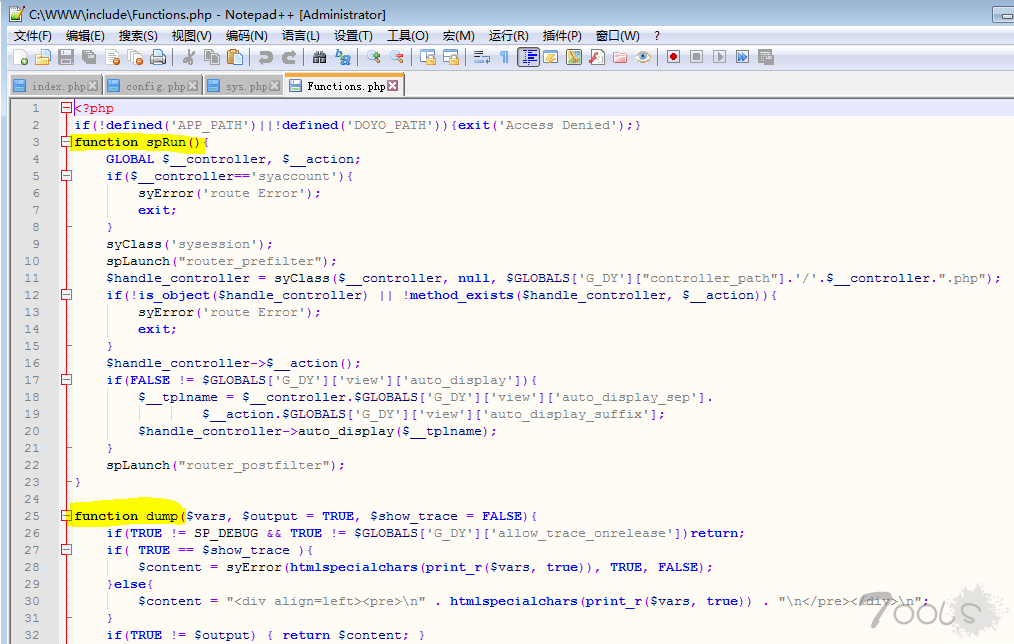 C:\WWW\include\Functions.php - Notepad++ [Administrator]
文件(F) 编辑(E) 搜索(S) 视图(V) 编码(N) 语言(L) 设置(T) 工具(O) 宏(M) 运行(R) 插件(P) 窗口(W) ?
index.php config.php sys.php Functions.php
1 <?php
2 if(!defined('APP_PATH')||!defined('DOYO_PATH')){exit('Access Denied');}
3 function spRun(){
4 GLOBAL $__controller, $__action;
5 if($__controller=='syaccount'){
6 syError('route Error');
7 exit;
8 }
9 syClass('sysession');
10 spLaunch("router_prefilter");
11 $handle_controller = syClass($__controller, null, $GLOBALS['G_DY']["controller_path"].'/'.$__controller.".php");
12 if(!is_object($handle_controller) || !method_exists($handle_controller, $__action)){
13 syError('route Error');
14 exit;
15 }
16 $handle_controller->$__action();
17 if(FALSE != $GLOBALS['G_DY']['view']['auto_display']){
18 $__tplname = $__controller.$GLOBALS['G_DY']['view']['auto_display_sep'].
19 $__action.$GLOBALS['G_DY']['view']['auto_display_suffix'];
20 $handle_controller->auto_display($__tplname);
21 }
22 spLaunch("router_postfilter");
23 }
24
25 function dump($vars, $output = TRUE, $show_trace = FALSE){
26 if(TRUE != SP_DEBUG && TRUE != $GLOBALS['G_DY']['allow_trace_onrelease'])return;
27 if( TRUE == $show_trace ){
28 $content = syError(htmlspecialchars(print_r($vars, true)), TRUE, FALSE);
29 }else{
30 $content = "<div align=left><pre>\n" . htmlspecialchars(print_r($vars, true)) . "\n</pre></div>\n";
31 }
32 if(TRUE != $output) { return $content; }
Tools